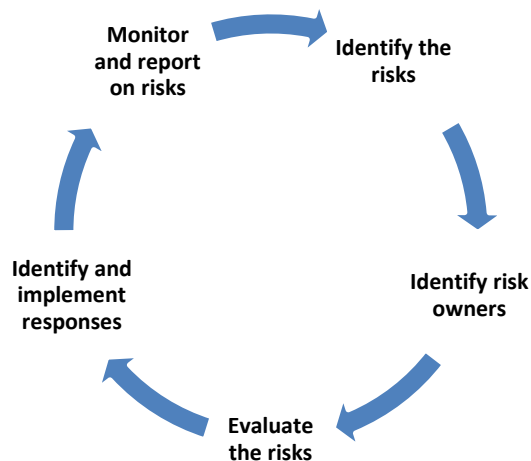 Monitor
and report
on risks
Identify the
risks
Identify risk
owners
Evaluate
the risks
Identify and
implement
responses